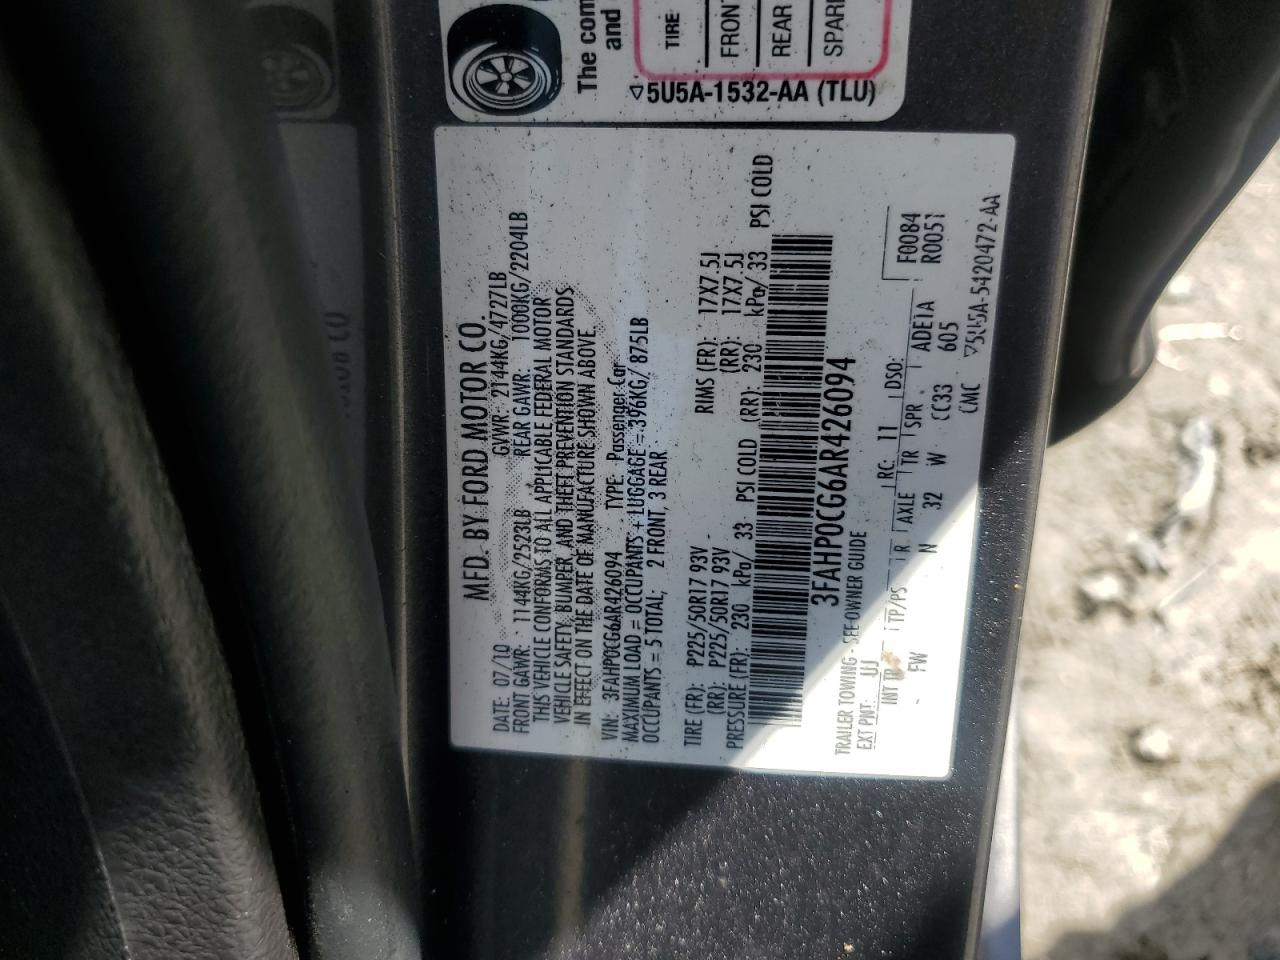 The com
and
TIRE
FRONT
REAR
SPARE
▽5U5A-1532-AA (TLU)
MFD. BY FORD MOTOR CO.
DATE: 07/10 GVWR: 2144KG/4727LB
FRONT GAWR: 1144KG/2523LB REAR GAWR: 1000KG/2204LB
THIS VEHICLE CONFORMS TO ALL APPLICABLE FEDERAL MOTOR
VEHICLE SAFETY, BUMPER, AND THEFT PREVENTION STANDARDS
IN EFFECT ON THE DATE OF MANUFACTURE SHOWN ABOVE.
VIN: 3FAHP0CG6AR426094 TYPE: Passenger Car
MAXIMUM LOAD = OCCUPANTS + LUGGAGE = 396KG/ 875LB
OCCUPANTS = 5 TOTAL; 2 FRONT, 3 REAR
TIRE (FR): P225/50R17 93V RIMS (FR): 17X7.5J
(RR): P225/50R17 93V (RR): 17X7.5J
PRESSURE (FR): 230 kPa/ 33 PSI COLD (RR): 230 kPa/ 33 PSI COLD
3FAHP0CG6AR426094
TRAILER TOWING - SEE OWNER GUIDE
EXT PNT: UJ RC: 11 DSO: F0084
INT TR TP/PS R AXLE TR SPR ADE1A R0051
FW N 32 W CC33 605
CMC ▽5U5A-5420472-AA